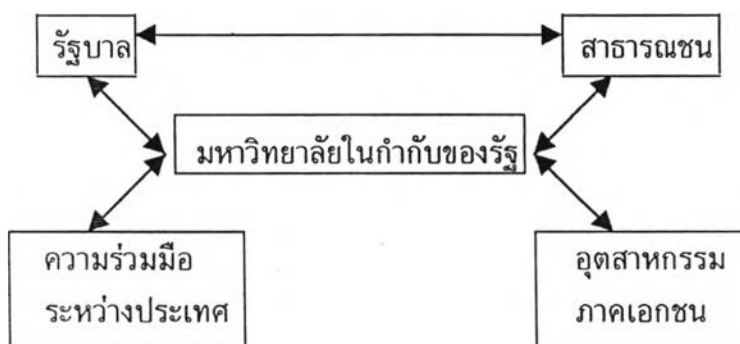 รัฐบาล
สาธารณชน
มหาวิทยาลัยในกำกับของรัฐ
ความร่วมมือ
ระหว่างประเทศ
อุตสาหกรรม
ภาคเอกชน